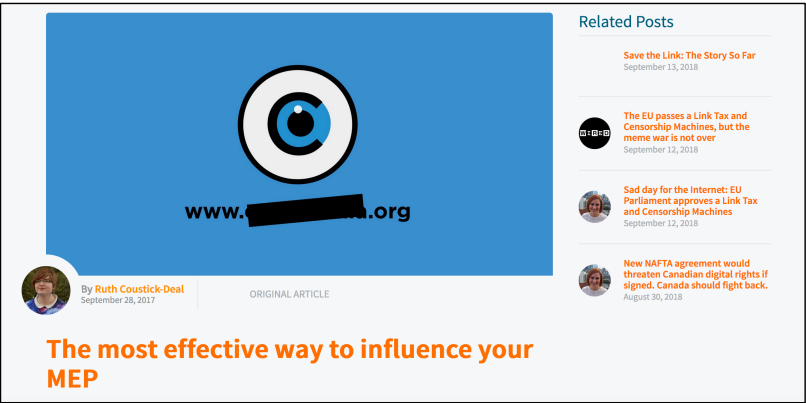 www. .org
By Ruth Coustick-Deal
September 28, 2017
ORIGINAL ARTICLE
The most effective way to influence your
MEP
Related Posts
Save the Link: The Story So Far
September 13, 2018
WIRED
The EU passes a Link Tax and
Censorship Machines, but the
meme war is not over
September 12, 2018
Sad day for the Internet: EU
Parliament approves a Link Tax
and Censorship Machines
September 12, 2018
New NAFTA agreement would
threaten Canadian digital rights if
signed. Canada should fight back.
August 30, 2018